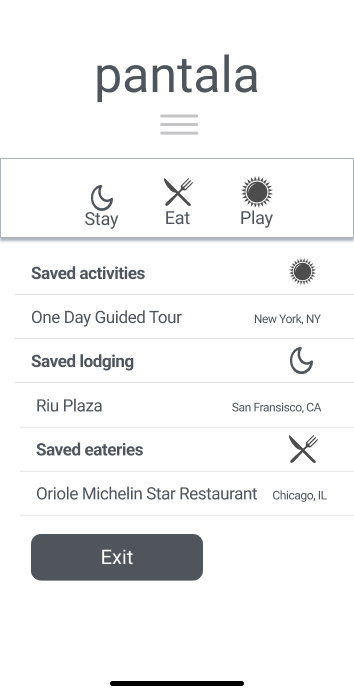 pantala
Stay Eat Play
Saved activities
One Day Guided Tour New York, NY
Saved lodging
Riu Plaza San Fransisco, CA
Saved eateries
Oriole Michelin Star Restaurant Chicago, IL
Exit